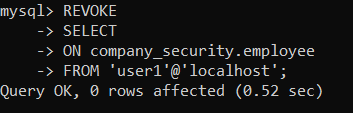 mysql> REVOKE
    -> SELECT
    -> ON company_security.employee
    -> FROM 'user1'@'localhost';
Query OK, 0 rows affected (0.52 sec)